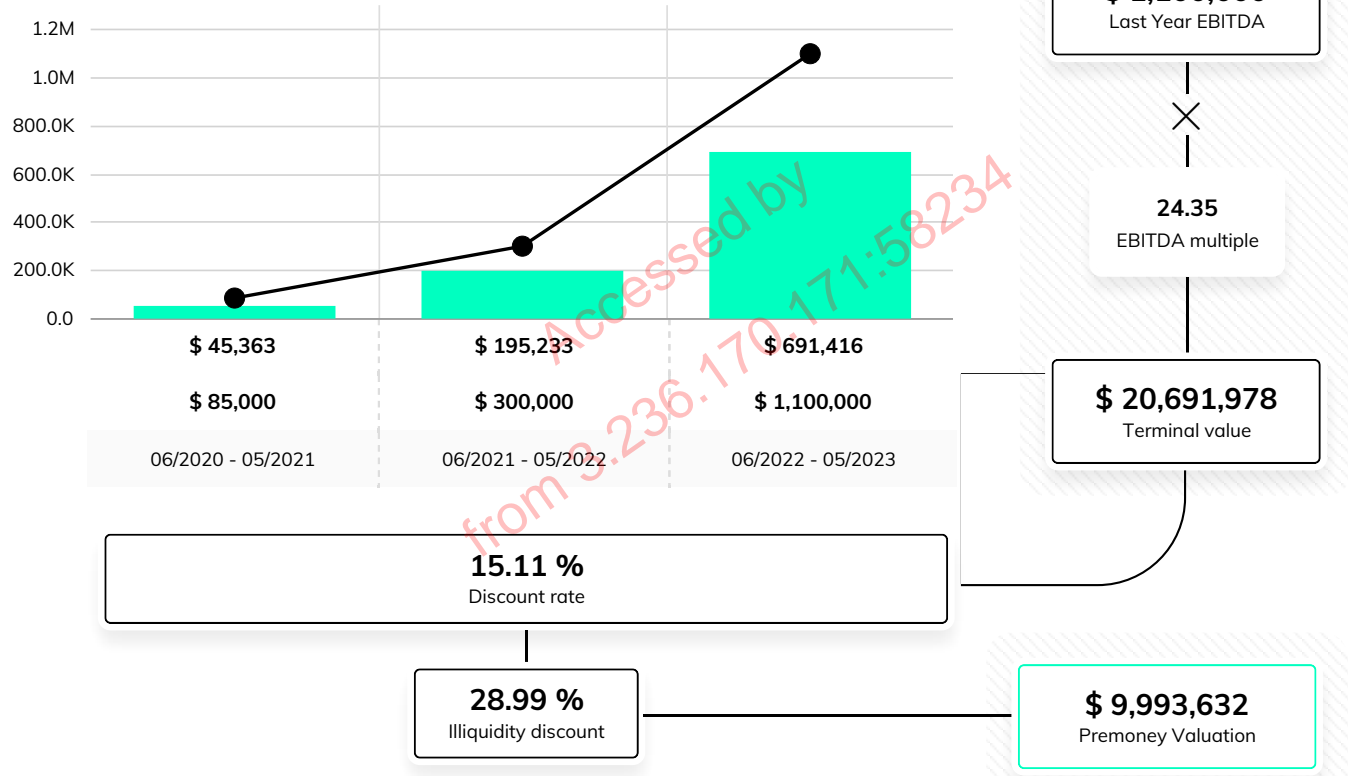 1.2M
1.0M
800.0K
600.0K
400.0K
200.0K
0.0
$ 45,363
$ 195,233
$ 691,416
$ 85,000
$ 300,000
$ 1,100,000
06/2020 - 05/2021
06/2021 - 05/2022
06/2022 - 05/2023
Last Year EBITDA
24.35
EBITDA multiple
$ 20,691,978
Terminal value
15.11 %
Discount rate
28.99 %
Illiquidity discount
$ 9,993,632
Premoney Valuation
Accessed by
from 3.236.170.171:58234